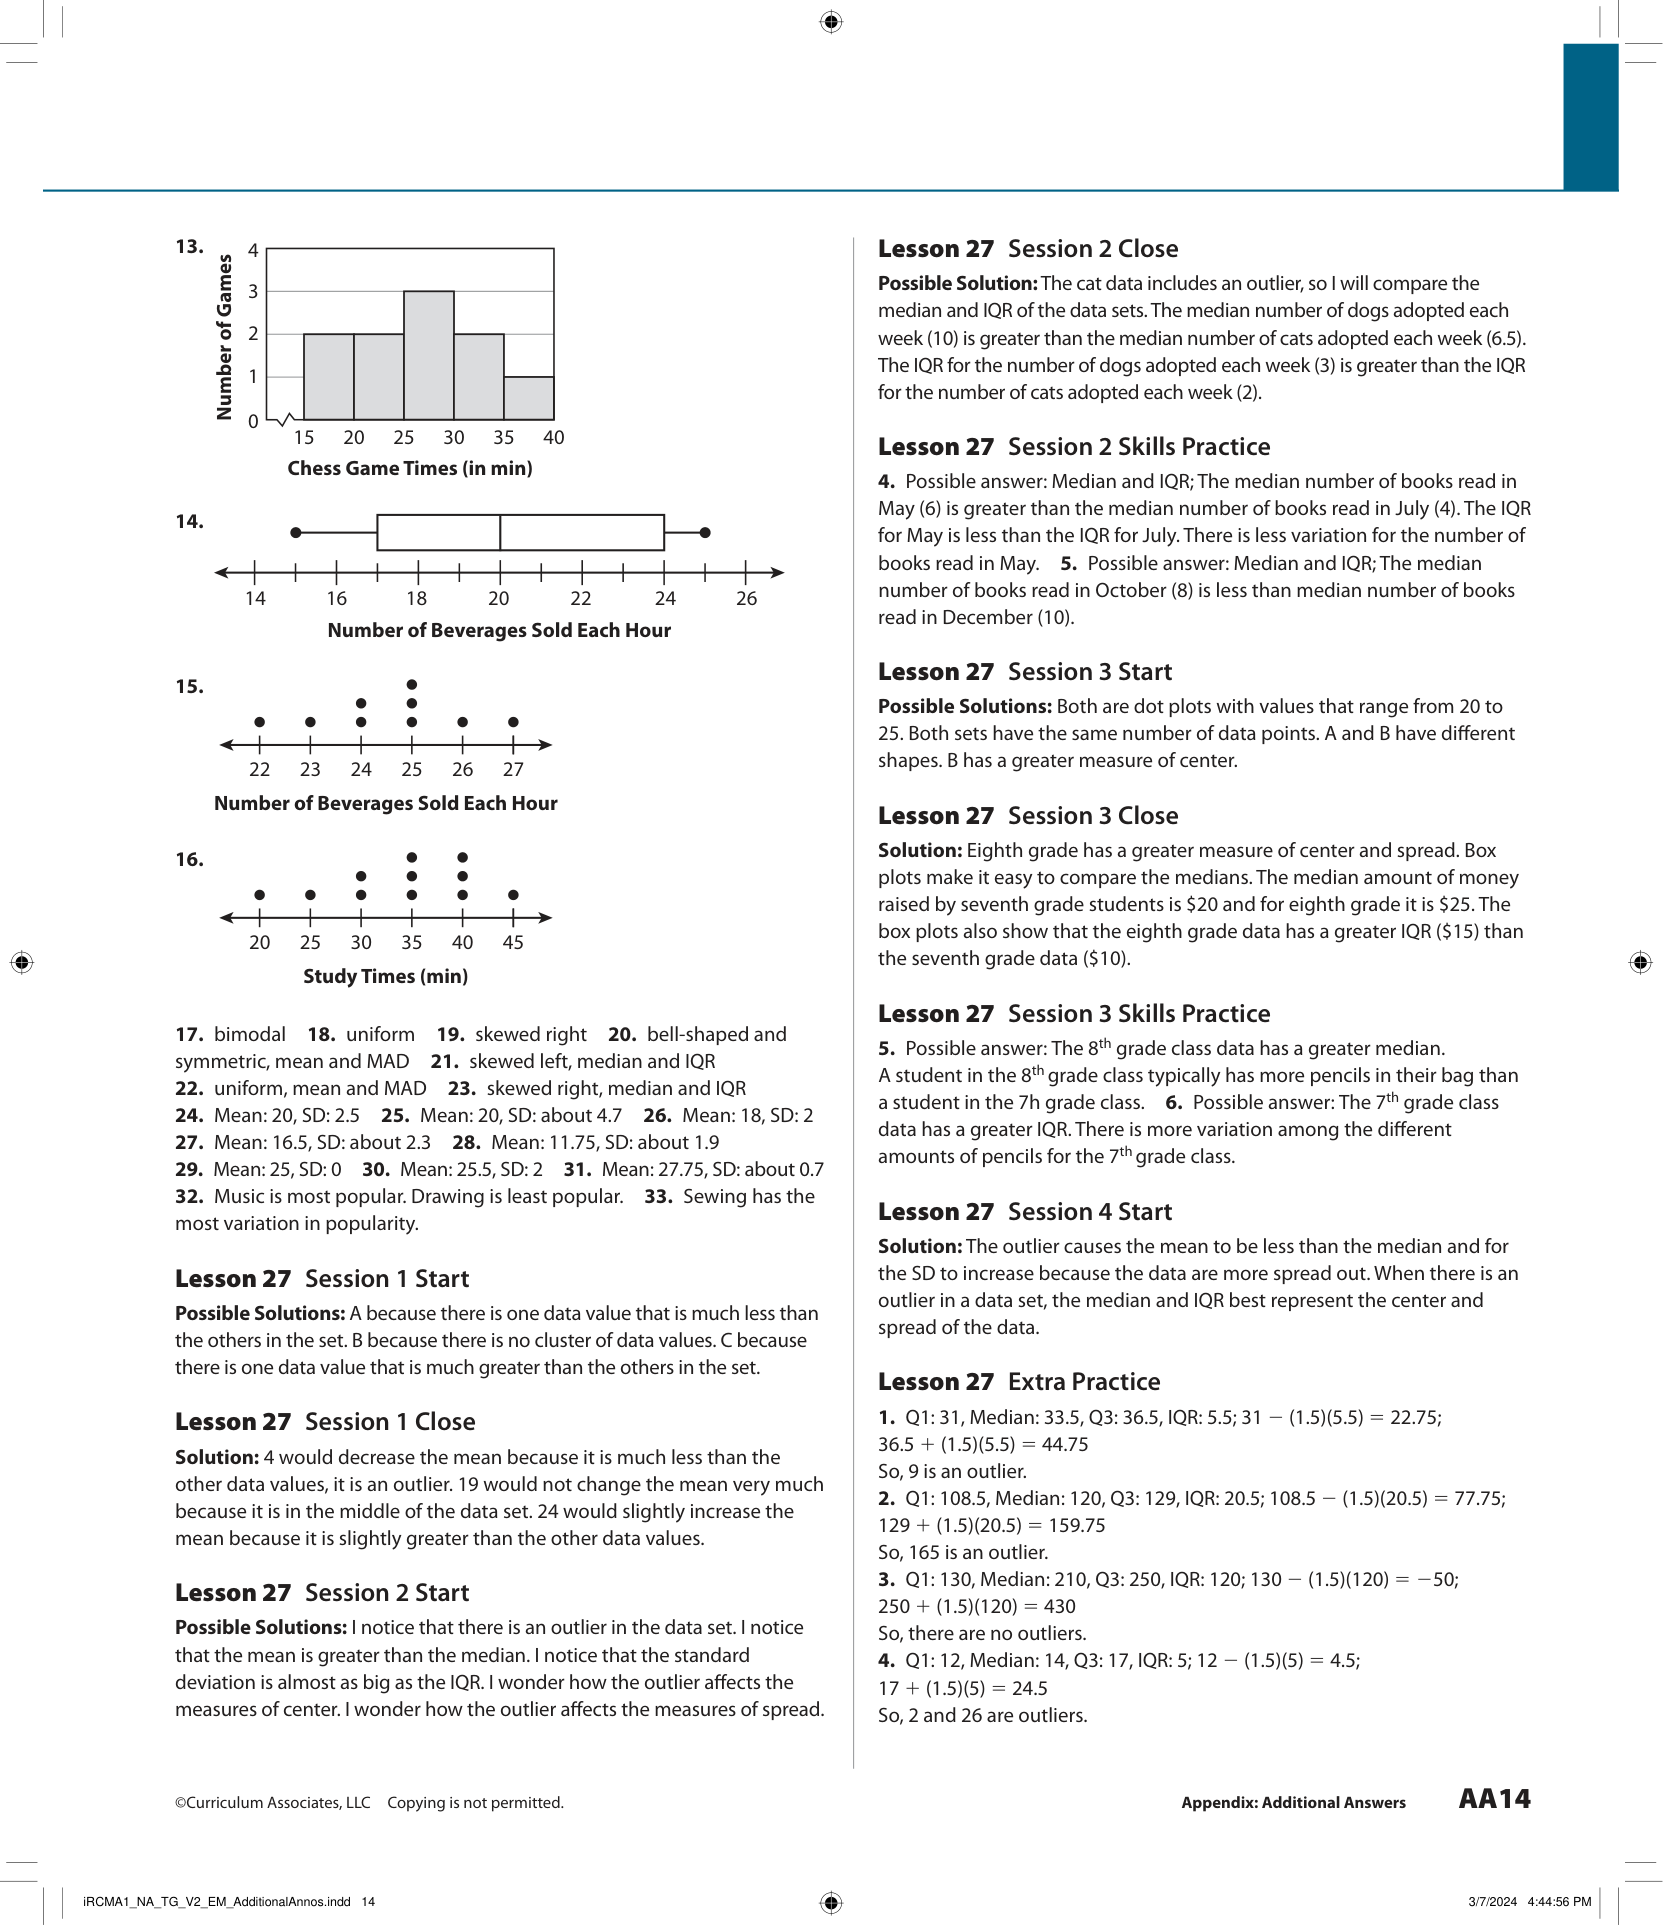 13.
Number of Games
4
3
2
1
0
15 20 25 30 35 40
Chess Game Times (in min)
14.
14 16 18 20 22 24 26
Number of Beverages Sold Each Hour
15.
22 23 24 25 26 27
Number of Beverages Sold Each Hour
16.
20 25 30 35 40 45
Study Times (min)
17. bimodal 18. uniform 19. skewed right 20. bell-shaped and
symmetric, mean and MAD 21. skewed left, median and IQR
22. uniform, mean and MAD 23. skewed right, median and IQR
24. Mean: 20, SD: 2.5 25. Mean: 20, SD: about 4.7 26. Mean: 18, SD: 2
27. Mean: 16.5, SD: about 2.3 28. Mean: 11.75, SD: about 1.9
29. Mean: 25, SD: 0 30. Mean: 25.5, SD: 2 31. Mean: 27.75, SD: about 0.7
32. Music is most popular. Drawing is least popular. 33. Sewing has the
most variation in popularity.
Lesson 27 Session 1 Start
Possible Solutions: A because there is one data value that is much less than
the others in the set. B because there is no cluster of data values. C because
there is one data value that is much greater than the others in the set.
Lesson 27 Session 1 Close
Solution: 4 would decrease the mean because it is much less than the
other data values, it is an outlier. 19 would not change the mean very much
because it is in the middle of the data set. 24 would slightly increase the
mean because it is slightly greater than the other data values.
Lesson 27 Session 2 Start
Possible Solutions: I notice that there is an outlier in the data set. I notice
that the mean is greater than the median. I notice that the standard
deviation is almost as big as the IQR. I wonder how the outlier affects the
measures of center. I wonder how the outlier affects the measures of spread.
Lesson 27 Session 2 Close
Possible Solution: The cat data includes an outlier, so I will compare the
median and IQR of the data sets. The median number of dogs adopted each
week (10) is greater than the median number of cats adopted each week (6.5).
The IQR for the number of dogs adopted each week (3) is greater than the IQR
for the number of cats adopted each week (2).
Lesson 27 Session 2 Skills Practice
4. Possible answer: Median and IQR; The median number of books read in
May (6) is greater than the median number of books read in July (4). The IQR
for May is less than the IQR for July. There is less variation for the number of
books read in May. 5. Possible answer: Median and IQR; The median
number of books read in October (8) is less than median number of books
read in December (10).
Lesson 27 Session 3 Start
Possible Solutions: Both are dot plots with values that range from 20 to
25. Both sets have the same number of data points. A and B have different
shapes. B has a greater measure of center.
Lesson 27 Session 3 Close
Solution: Eighth grade has a greater measure of center and spread. Box
plots make it easy to compare the medians. The median amount of money
raised by seventh grade students is $20 and for eighth grade it is $25. The
box plots also show that the eighth grade data has a greater IQR ($15) than
the seventh grade data ($10).
Lesson 27 Session 3 Skills Practice
5. Possible answer: The 8th grade class data has a greater median.
A student in the 8th grade class typically has more pencils in their bag than
a student in the 7h grade class. 6. Possible answer: The 7th grade class
data has a greater IQR. There is more variation among the different
amounts of pencils for the 7th grade class.
Lesson 27 Session 4 Start
Solution: The outlier causes the mean to be less than the median and for
the SD to increase because the data are more spread out. When there is an
outlier in a data set, the median and IQR best represent the center and
spread of the data.
Lesson 27 Extra Practice
1. Q1: 31, Median: 33.5, Q3: 36.5, IQR: 5.5; 31 − (1.5)(5.5) = 22.75;
36.5 + (1.5)(5.5) = 44.75
So, 9 is an outlier.
2. Q1: 108.5, Median: 120, Q3: 129, IQR: 20.5; 108.5 − (1.5)(20.5) = 77.75;
129 + (1.5)(20.5) = 159.75
So, 165 is an outlier.
3. Q1: 130, Median: 210, Q3: 250, IQR: 120; 130 − (1.5)(120) = −50;
250 + (1.5)(120) = 430
So, there are no outliers.
4. Q1: 12, Median: 14, Q3: 17, IQR: 5; 12 − (1.5)(5) = 4.5;
17 + (1.5)(5) = 24.5
So, 2 and 26 are outliers.
©Curriculum Associates, LLC Copying is not permitted.
Appendix: Additional Answers AA14
iRCMA1_NA_TG_V2_EM_AdditionalAnnos.indd 14
3/7/2024 4:44:56 PM